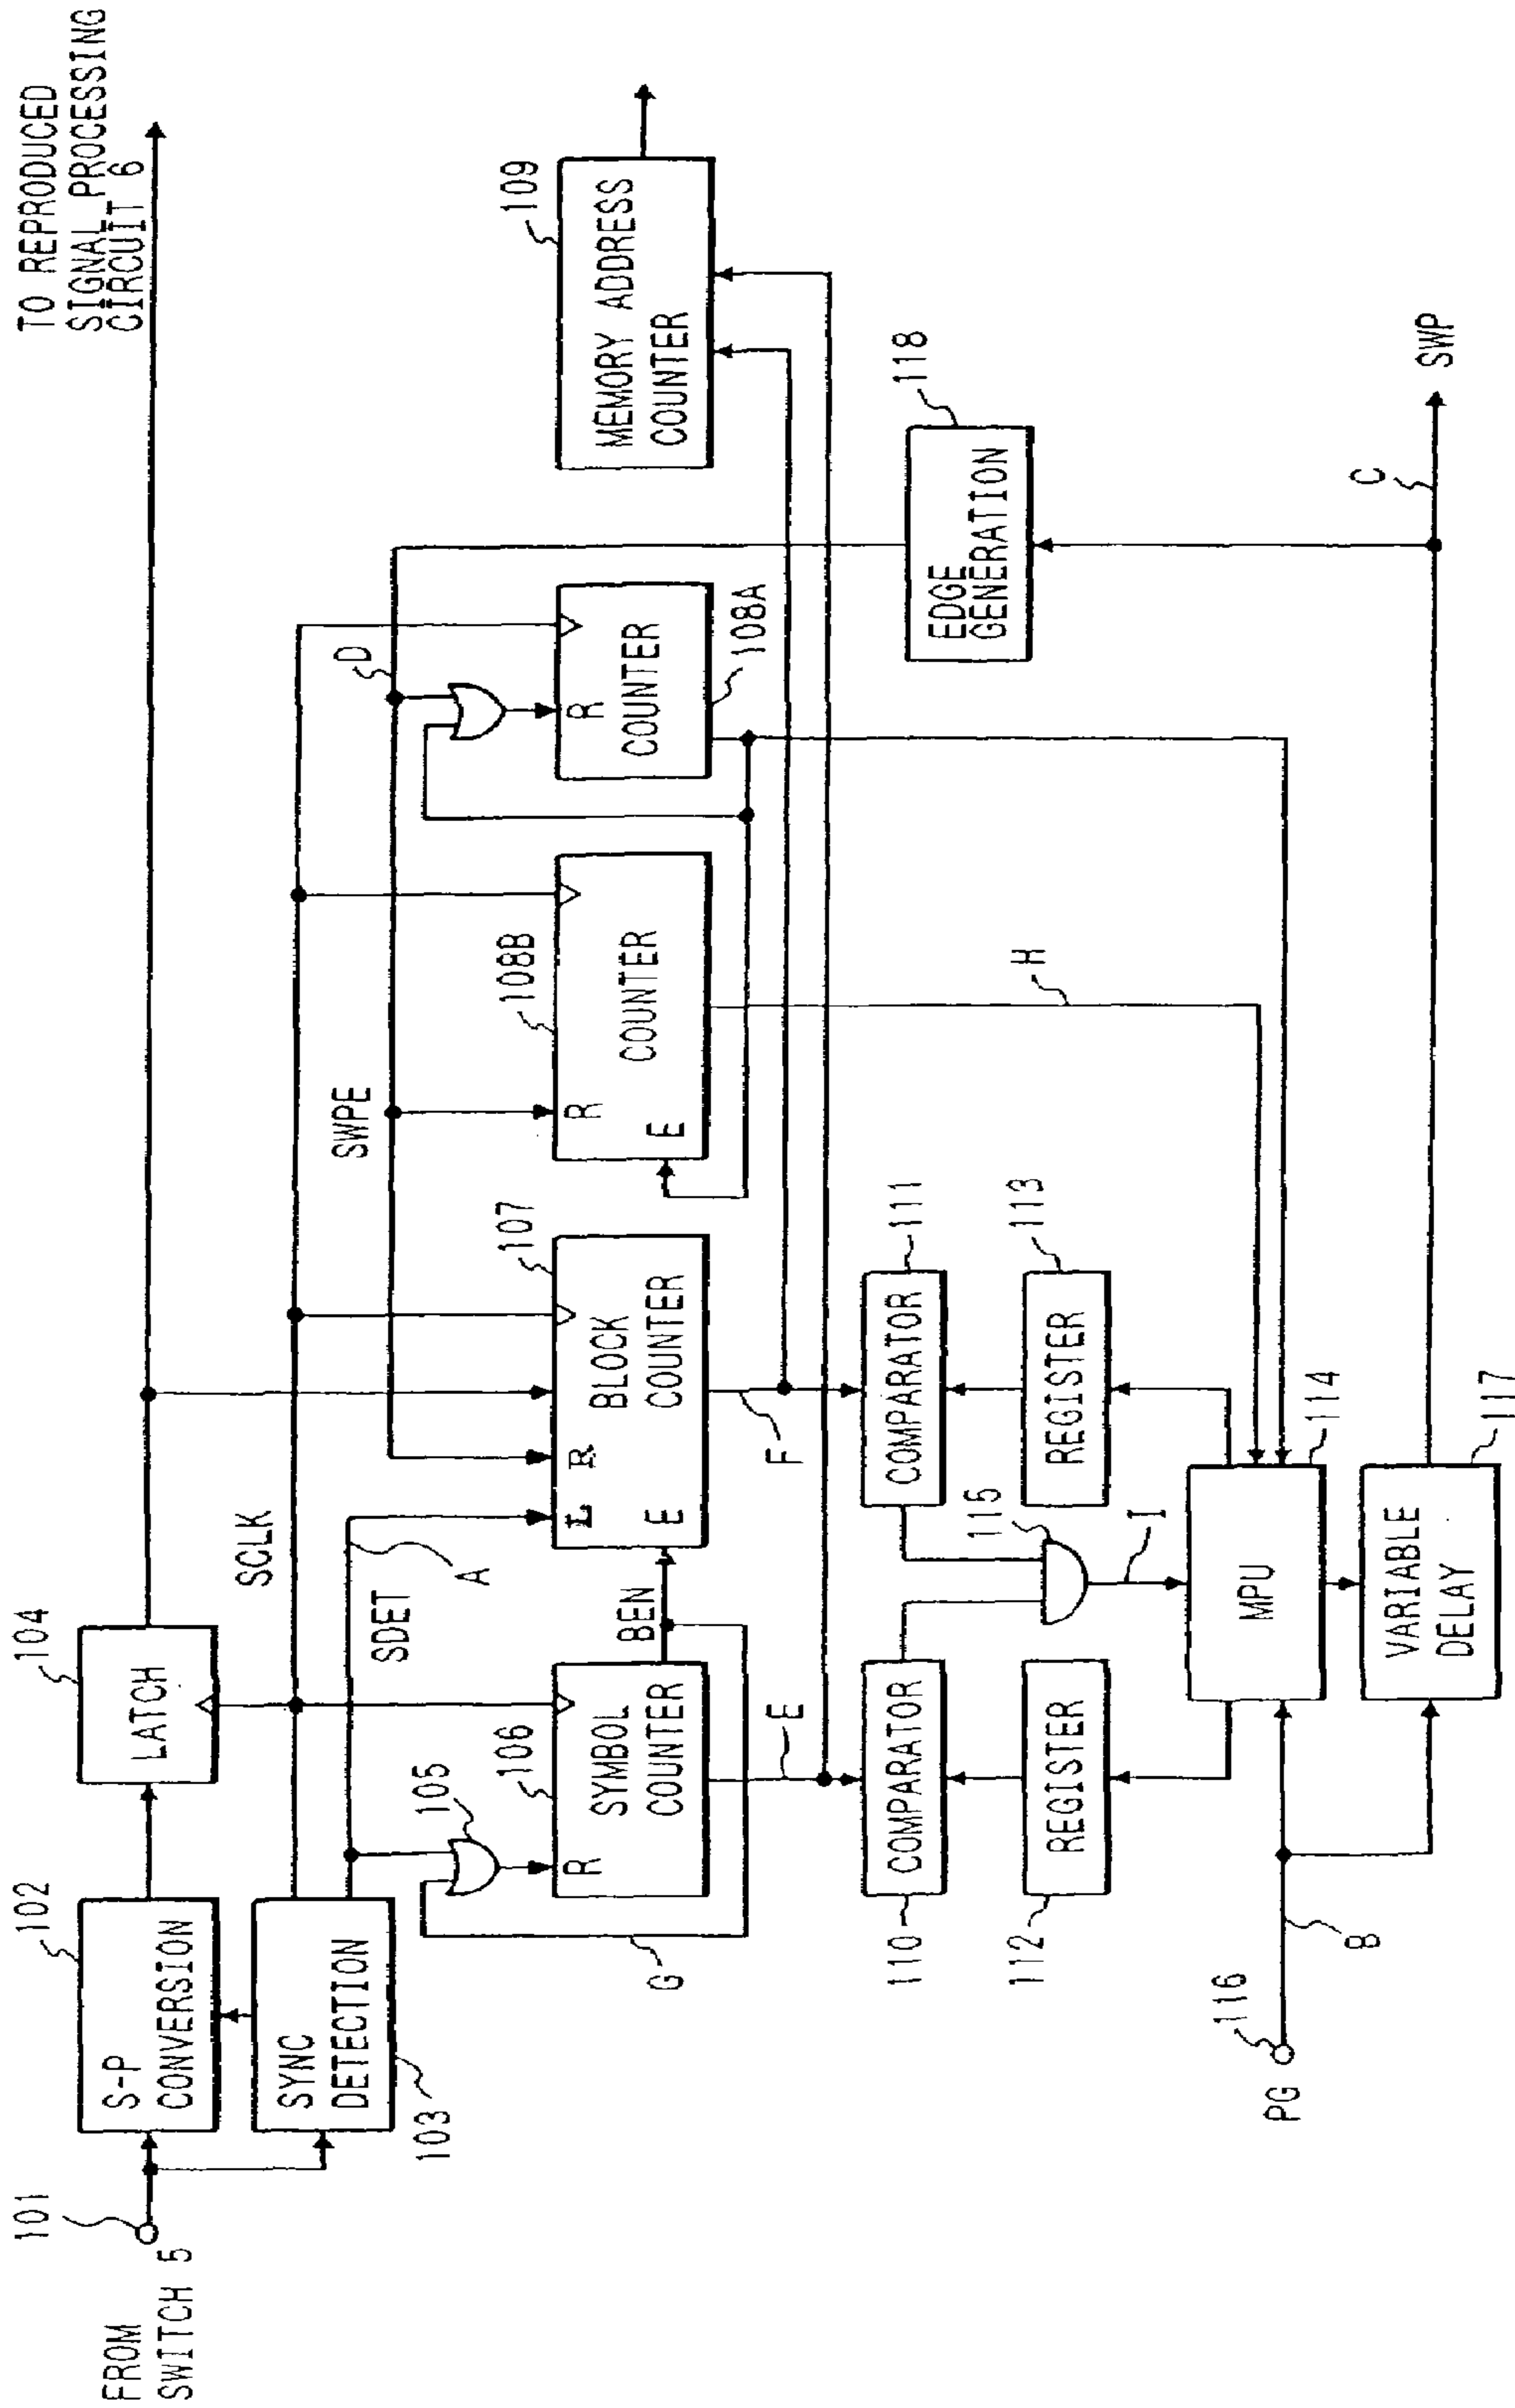 FROM
SWITCH 5
101
S-P
CONVERSION
102
SYNC
DETECTION
103
LATCH
104
TO REPRODUCED
SIGNAL PROCESSING
CIRCUIT 6
SCLK
SDET
A
105
106
R
SYMBOL
COUNTER
BEN
G
E
107
L
R
BLOCK
COUNTER
E
F
SWPE
108B
R
COUNTER
E
H
D
R
COUNTER
108A
109
MEMORY ADDRESS
COUNTER
110
COMPARATOR
111
COMPARATOR
112
REGISTER
113
REGISTER
115
I
MPU
114
116
PG
B
VARIABLE
DELAY
117
EDGE
GENERATION
118
C
SWP